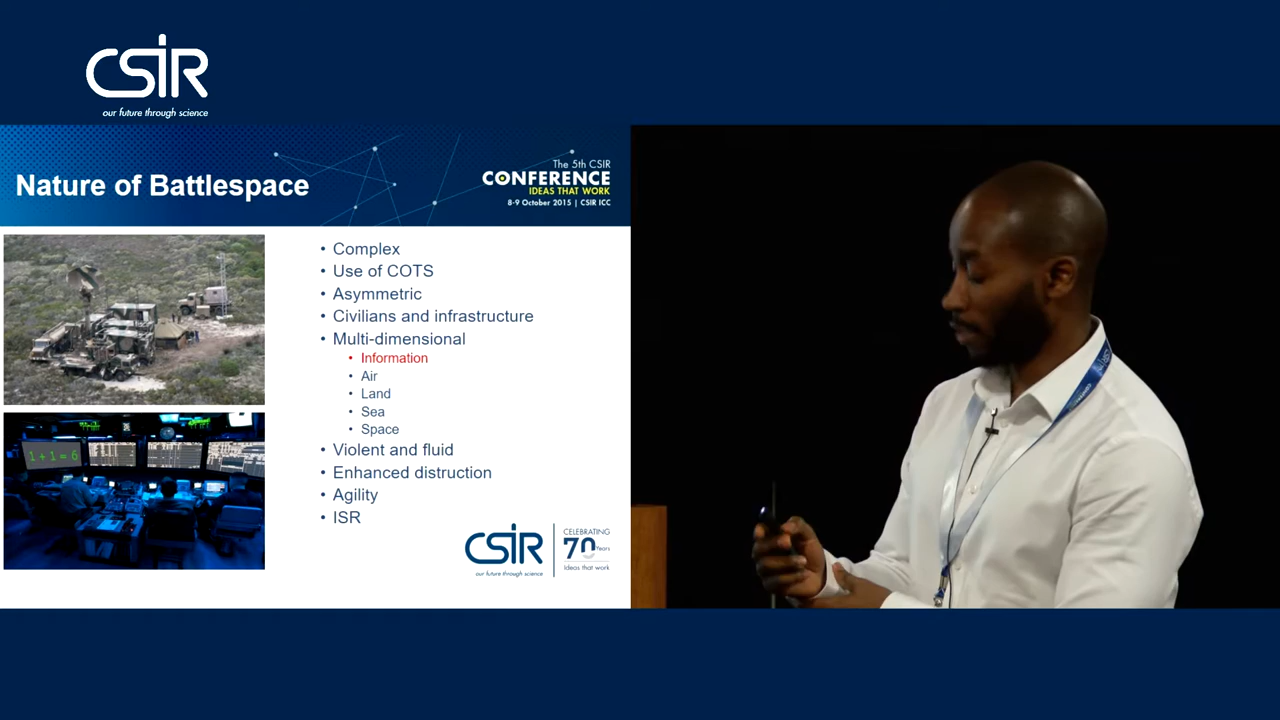 CSIR
our future through science
Nature of Battlespace
The 5th CSIR
CONFERENCE
IDEAS THAT WORK
8-9 October 2015 | CSIR ICC
• Complex
• Use of COTS
• Asymmetric
• Civilians and infrastructure
• Multi-dimensional
• Information
• Air
• Land
• Sea
• Space
• Violent and fluid
• Enhanced distruction
• Agility
• ISR
1 + 1 = 6
CSIR
our future through science
CELEBRATING
70 Years
Ideas that work